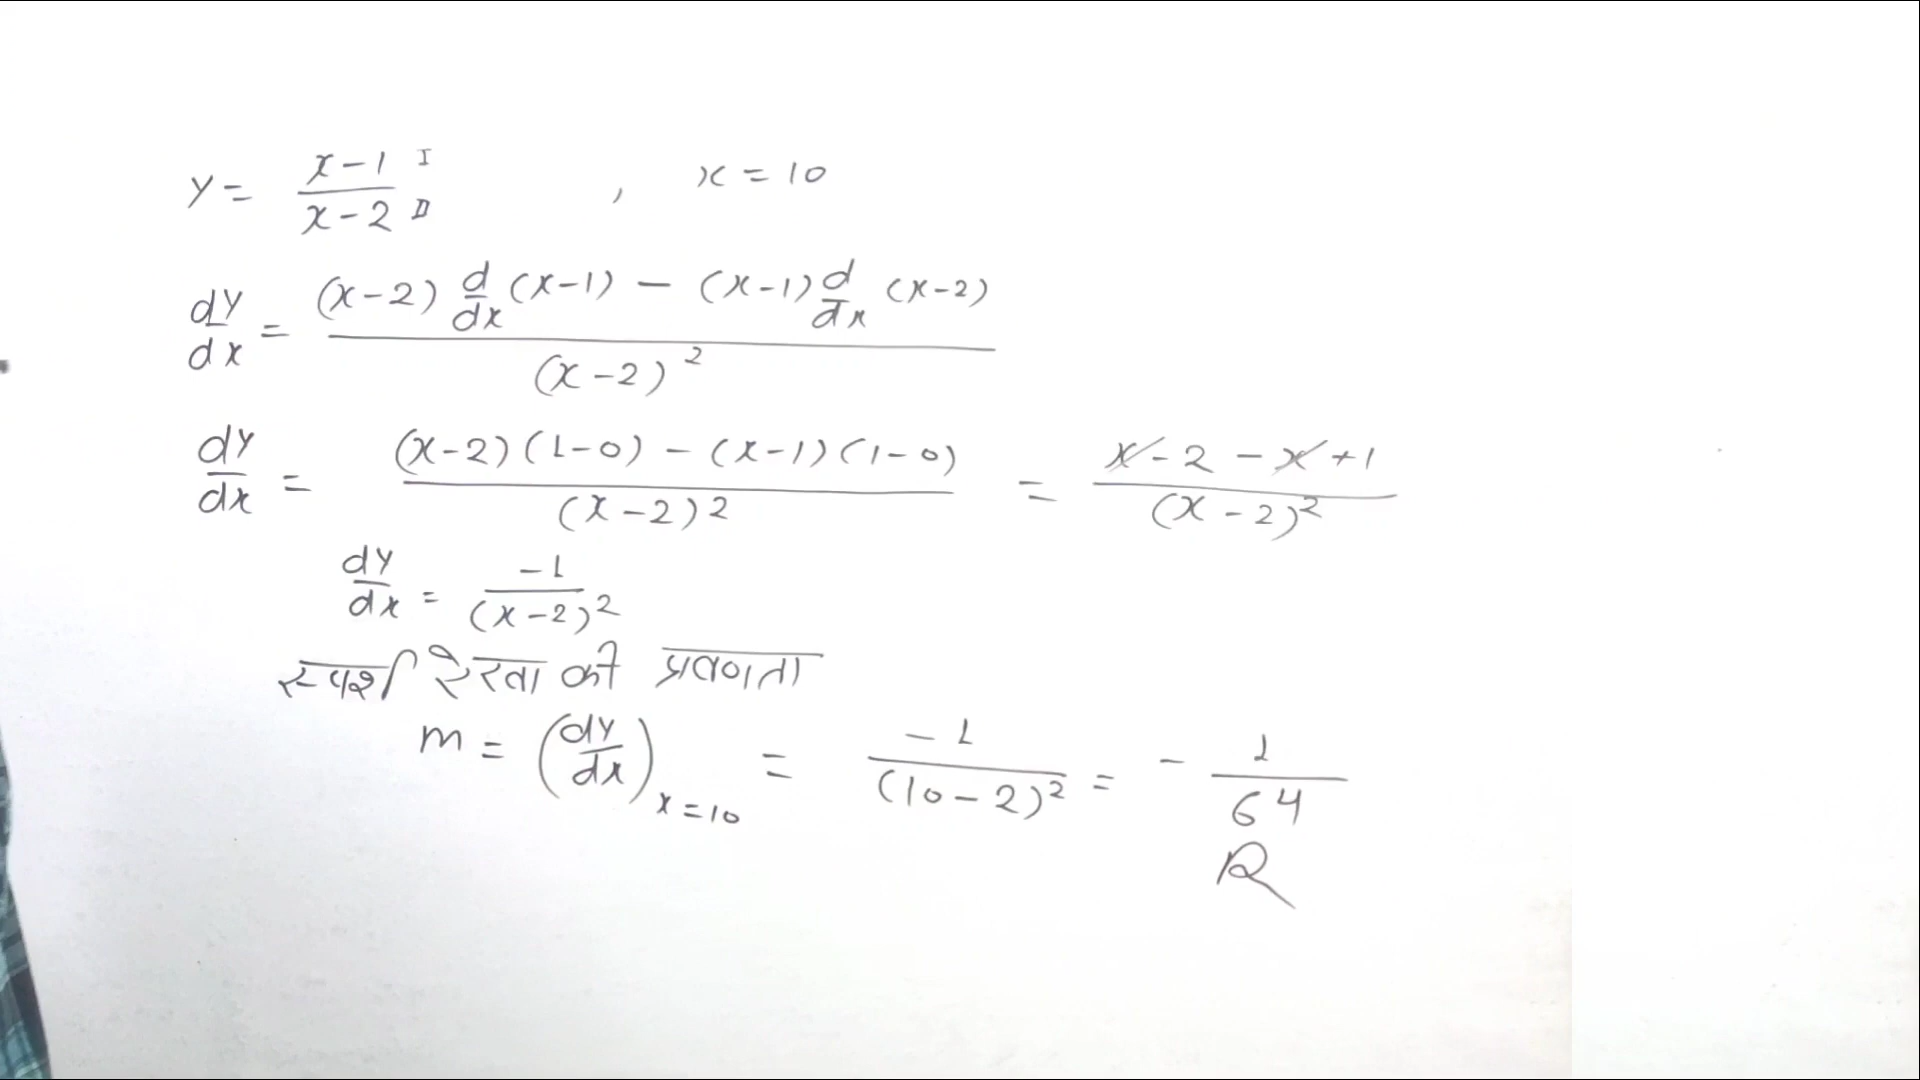 y = x-1 I / x-2 II , x = 10
dy/dx = (x-2) d/dx (x-1) - (x-1) d/dx (x-2) / (x-2)²
dy/dx = (x-2)(1-0) - (x-1)(1-0) / (x-2)² = x-2-x+1 / (x-2)²
dy/dx = -1 / (x-2)²
स्पर्श रेखा की प्रवणता
m = (dy/dx) x=10 = -1 / (10-2)² = - 1/64
R